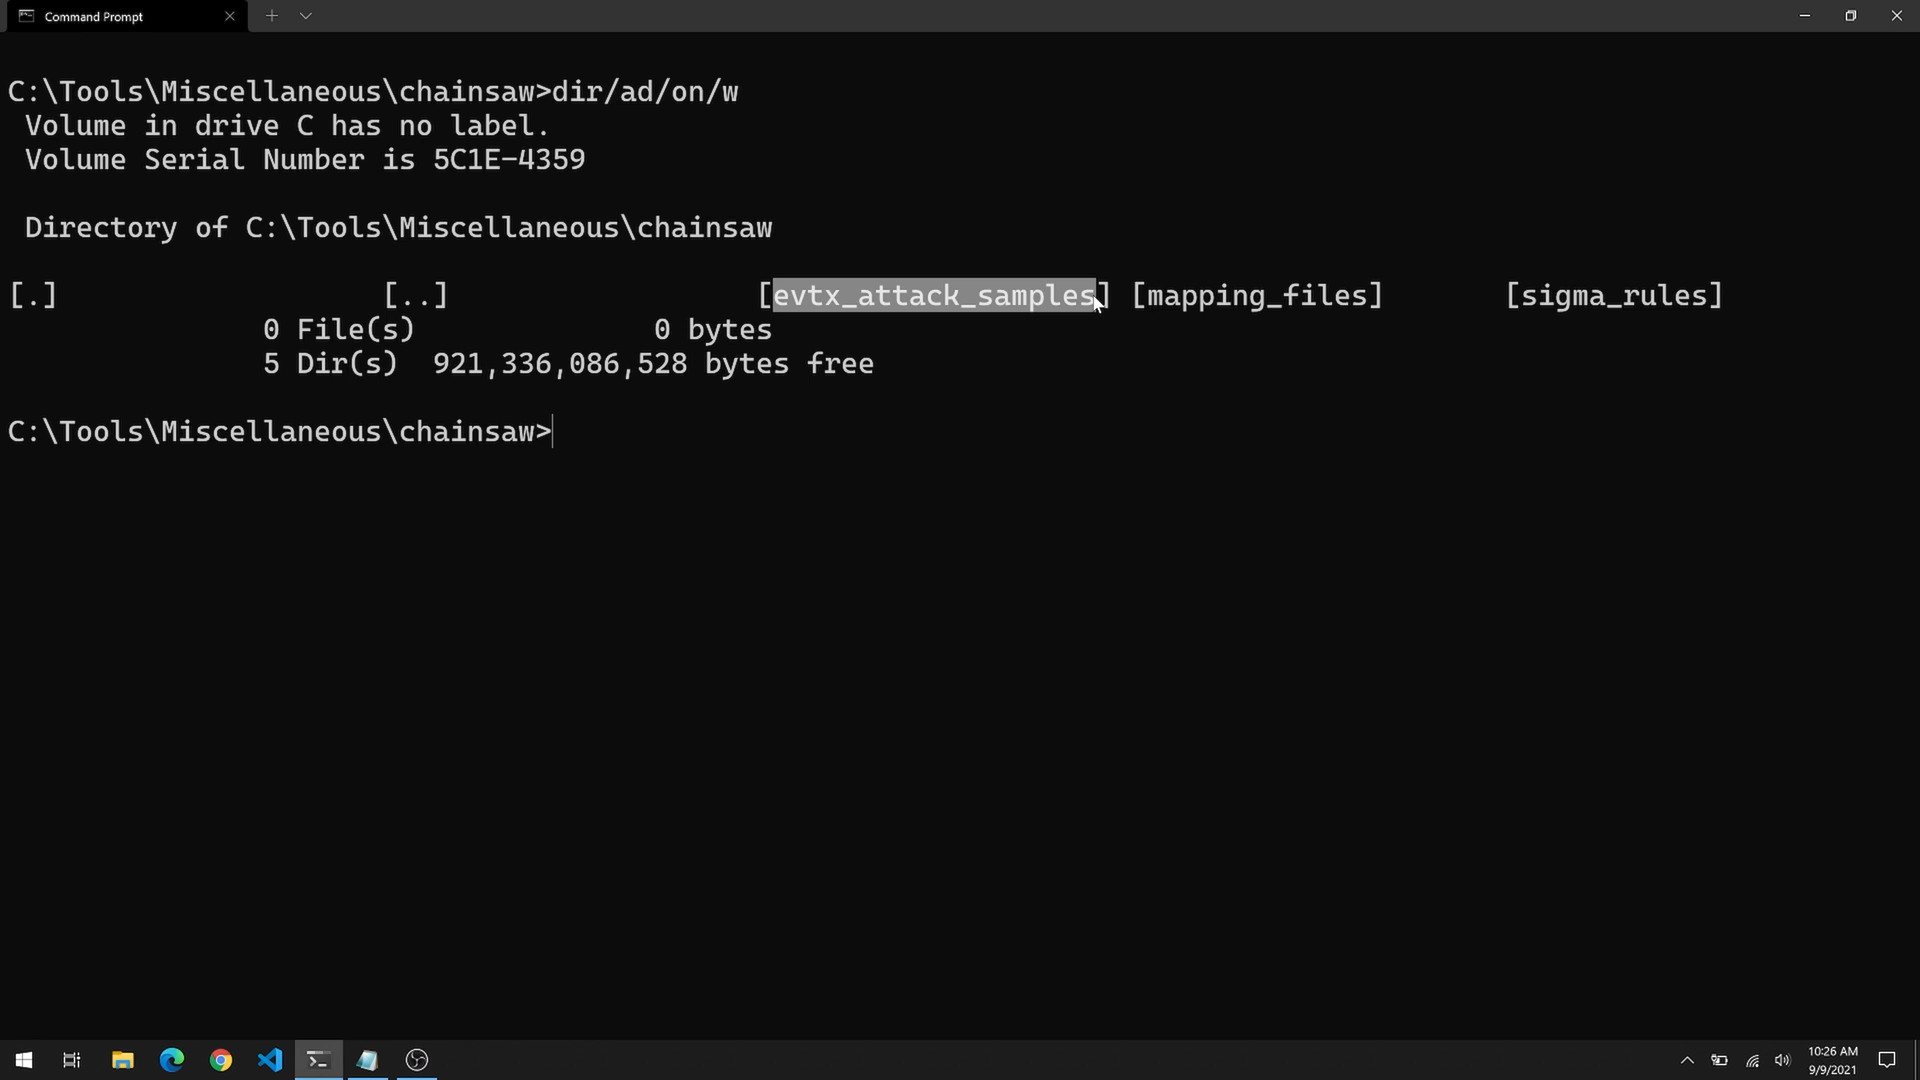 Command Prompt
C:\Tools\Miscellaneous\chainsaw>dir/ad/on/w
Volume in drive C has no label.
Volume Serial Number is 5C1E-4359
Directory of C:\Tools\Miscellaneous\chainsaw
[.] [..] [evtx_attack_samples] [mapping_files] [sigma_rules]
0 File(s) 0 bytes
5 Dir(s) 921,336,086,528 bytes free
C:\Tools\Miscellaneous\chainsaw>
10:26 AM
9/9/2021